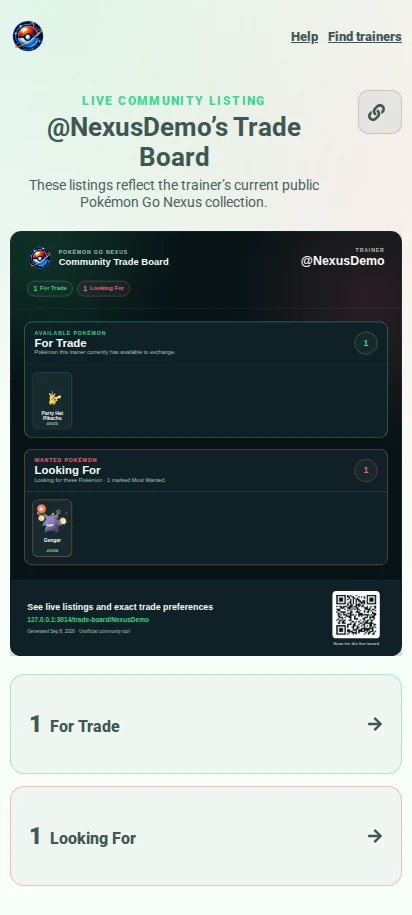 Help Find trainers
LIVE COMMUNITY LISTING
@NexusDemo’s Trade
Board
These listings reflect the trainer’s current public
Pokémon Go Nexus collection.
POKÉMON GO NEXUS
Community Trade Board
TRAINER
@NexusDemo
1 For Trade
1 Looking For
AVAILABLE POKÉMON
For Trade
Pokémon this trainer currently has available to exchange.
1
Party Hat
Pikachu
WANTED POKÉMON
Looking For
Looking for these Pokémon · 1 marked Most Wanted.
1
Gengar
See live listings and exact trade preferences
127.0.0.1:3014/trade-board/NexusDemo
Generated Sep 8, 2026 · Unofficial community tool
Scan for the live board
1 For Trade
1 Looking For